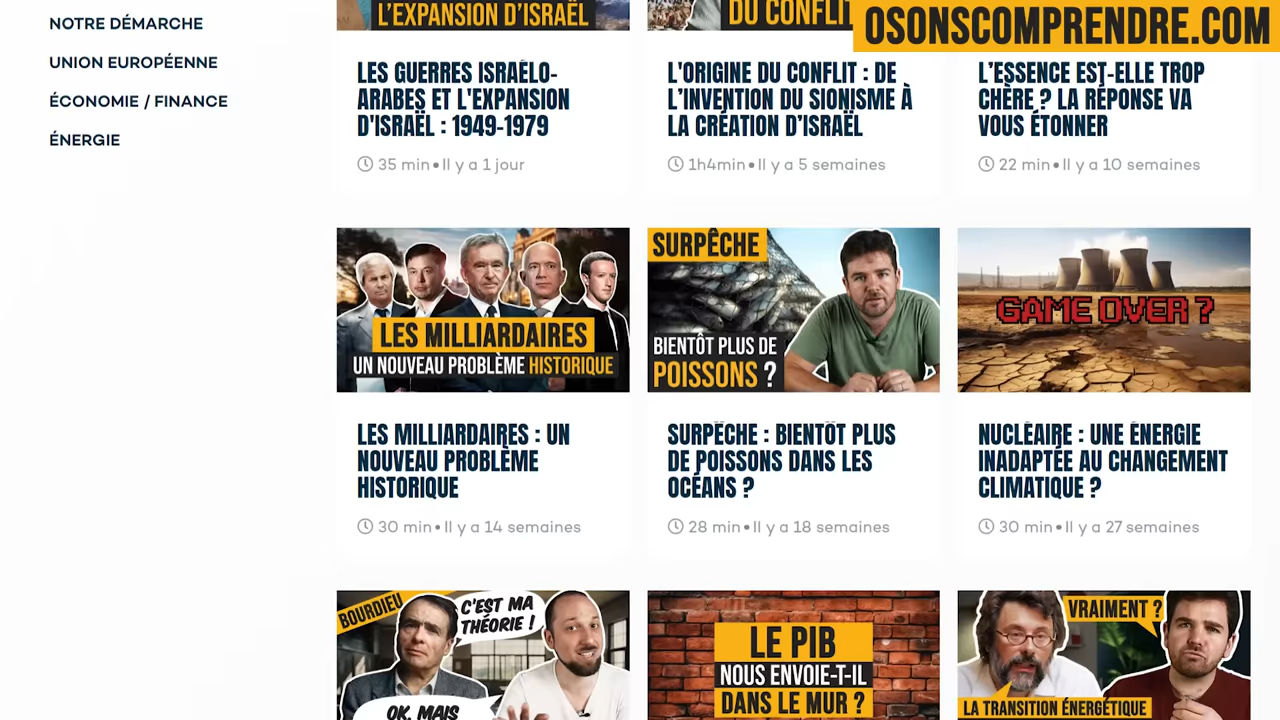 NOTRE DÉMARCHE
UNION EUROPÉENNE
ÉCONOMIE / FINANCE
ÉNERGIE
OSONSCOMPRENDRE.COM
L'EXPANSION D'ISRAËL
LES GUERRES ISRAÉLO-
ARABES ET L'EXPANSION
D'ISRAËL : 1949-1979
35 min • Il y a 1 jour
DU CONFLIT
L'ORIGINE DU CONFLIT : DE
L’INVENTION DU SIONISME À
LA CRÉATION D’ISRAËL
1h4min • Il y a 5 semaines
L’ESSENCE EST-ELLE TROP
CHÈRE ? LA RÉPONSE VA
VOUS ÉTONNER
22 min • Il y a 10 semaines
LES MILLIARDAIRES
UN NOUVEAU PROBLÈME HISTORIQUE
LES MILLIARDAIRES : UN
NOUVEAU PROBLÈME
HISTORIQUE
30 min • Il y a 14 semaines
SURPÊCHE
BIENTÔT PLUS DE
POISSONS ?
SURPÊCHE : BIENTÔT PLUS
DE POISSONS DANS LES
OCÉANS ?
28 min • Il y a 18 semaines
GAME OVER ?
NUCLÉAIRE : UNE ÉNERGIE
INADAPTÉE AU CHANGEMENT
CLIMATIQUE ?
30 min • Il y a 27 semaines
BOURDIEU
C'EST MA
THÉORIE !
OK, MAIS
LE PIB
NOUS ENVOIE-T-IL
DANS LE MUR ?
VRAIMENT ?
LA TRANSITION ÉNERGÉTIQUE